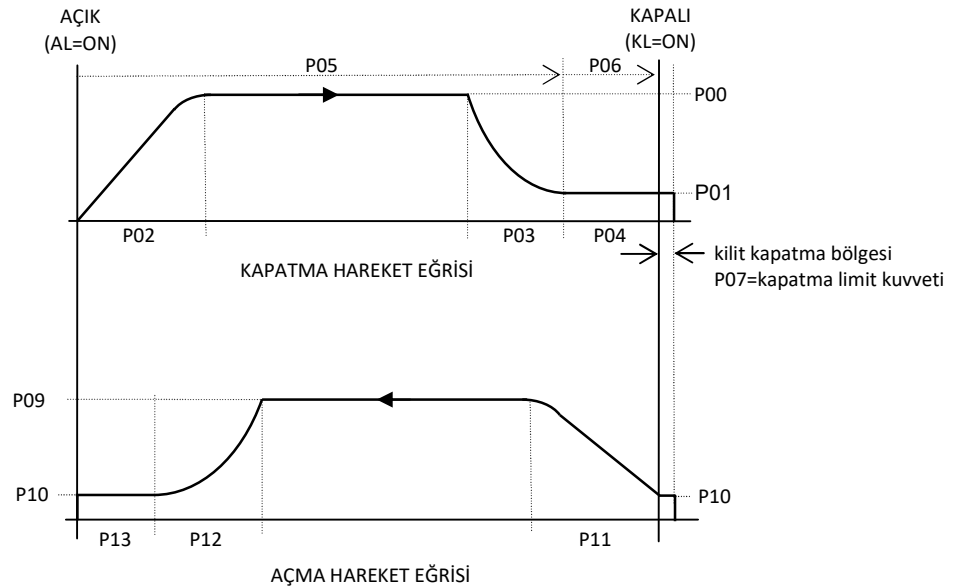 AÇIK
(AL=ON)
KAPALI
(KL=ON)
P05
P06
P00
P01
P02
P03
P04
KAPATMA HAREKET EĞRİSİ
kilit kapatma bölgesi
P07=kapatma limit kuvveti
P09
P10
P10
P13
P12
P11
AÇMA HAREKET EĞRİSİ